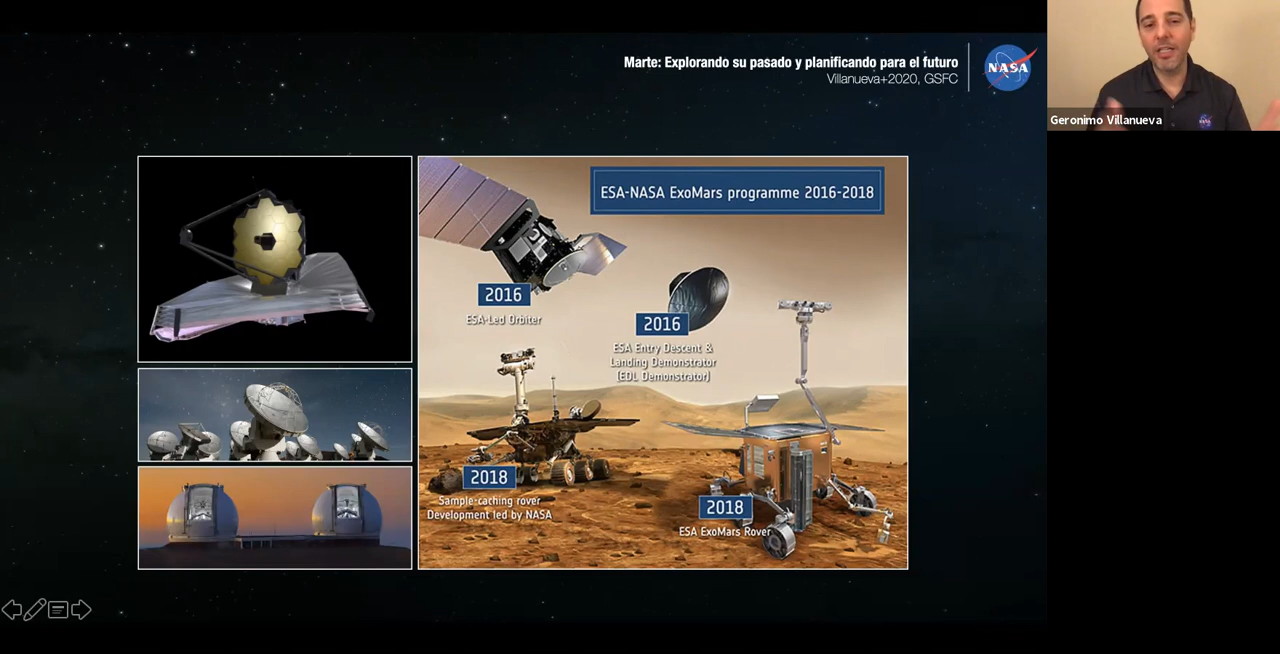 Marte: Explorando su pasado y planificando para el futuro
Villanueva+2020, GSFC
NASA
Geronimo Villanueva
NASA
ESA-NASA ExoMars programme 2016-2018
2016
ESA-Led Orbiter
2016
ESA Entry Descent &
Landing Demonstrator
(EDL Demonstrator)
2018
Sample-caching rover
Development led by NASA
2018
ESA ExoMars Rover